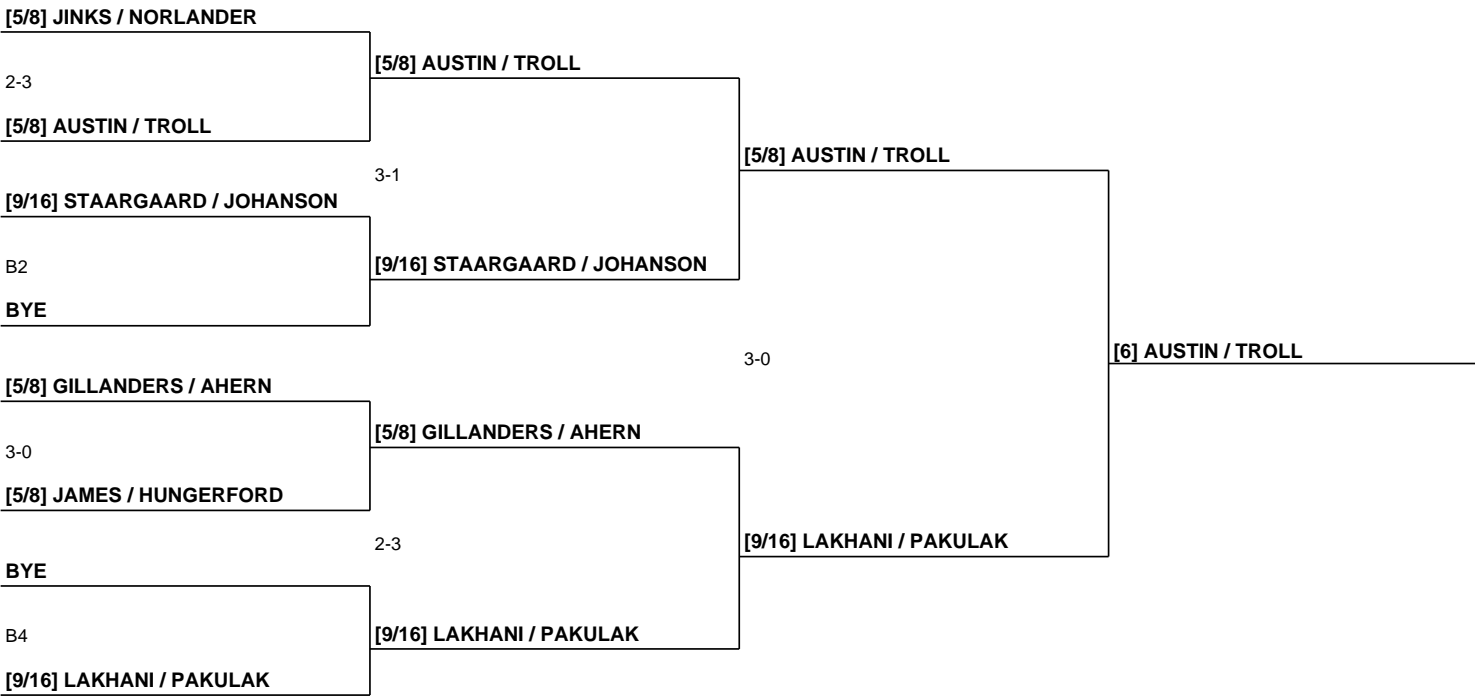 [5/8] JINKS / NORLANDER
[5/8] AUSTIN / TROLL
2-3
[5/8] AUSTIN / TROLL
[5/8] AUSTIN / TROLL
3-1
[9/16] STAARGAARD / JOHANSON
[9/16] STAARGAARD / JOHANSON
B2
BYE
[6] AUSTIN / TROLL
3-0
[5/8] GILLANDERS / AHERN
[5/8] GILLANDERS / AHERN
3-0
[5/8] JAMES / HUNGERFORD
[9/16] LAKHANI / PAKULAK
2-3
BYE
[9/16] LAKHANI / PAKULAK
B4
[9/16] LAKHANI / PAKULAK